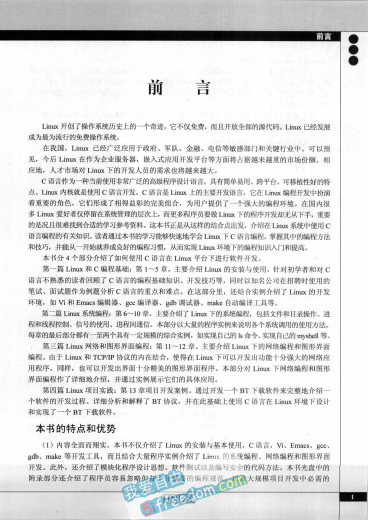 前言
前 言
Linux 开创了操作系统历史上的一个奇迹，它不仅免费，而且开放全部的源代码，Linux 已经发展
成为最为流行的免费操作系统。
在我国，Linux 已经广泛应用于政府、军队、金融、电信等敏感部门和关键行业中。可以预
见，今后 Linux 在作为企业服务器，嵌入式应用开发平台等方面将占据越来越重的市场份额。相
应地，人才市场对 Linux 下的开发人员的需求也将越来越大。
C 语言作为一种当前使用非常广泛的高级程序设计语言，具有简单易用、跨平台、可移植性好的特
点。Linux 内核就是使用 C 语言开发。C 语言是 Linux 上的主要开发语言，它在 Linux 编程开发中扮演
着重要的角色，它们形成了相得益彰的完美组合，为用户提供了一个强大的编程环境。在国内很
多 Linux 爱好者仅停留在系统管理的层次上，而更多程序员要做 Linux 下的程序开发却无从下手，重要
的是况且很难找到合适的学习参考资料。这本书正是从这样的结合点出发，介绍在 Linux 系统中使用 C
语言编程的有关知识。读者通过本书的学习能够快速地学会 Linux 下 C 语言编程，掌握其中的编程方法
和技巧，并能从一开始就养成良好的编程习惯，从而实现 Linux 环境下的编程知识入门和提高。
本书分 4 个部分介绍了如何使用 C 语言在 Linux 平台下进行软件开发。
第一篇 Linux 和 C 编程基础：第 1～5 章。主要介绍 Linux 的安装与使用，针对初学者和对 C
语言不熟悉的读者回顾了 C 语言的编程基础知识、开发技巧等，同时以知名公司在招聘时使用的
笔试、面试题作为例题分析 C 语言的重点和难点。在这部分里，还结合实例介绍了 Linux 的开发
环境，如 Vi 和 Emacs 编辑器、gcc 编译器、gdb 调试器、make 自动编译工具等。
第二篇 Linux 系统编程：第 6～10 章。主要介绍了 Linux 下的系统编程，包括文件和目录操作、进
程和线程控制、信号的使用、进程间通信。本部分以大量的程序实例来说明各个系统调用的使用方法。
每章的最后部分都有一至两个具有一定规模的综合实例，如实现自己的 ls 命令、实现自己的 myshell 等。
第三篇 Linux 网络和图形界面编程：第 11～12 章。主要介绍 Linux 下的网络编程和图形界面
编程。由于 Linux 和 TCP/IP 协议的内在结合，使得在 Linux 下可以开发出功能十分强大的网络应
用程序。同样，也可以开发出界面十分精美的图形界面程序。本部分对 Linux 下网络编程和图形
界面编程作了详细地介绍，并通过实例展示它们的具体应用。
第四篇 Linux 项目实践：第 13 章项目开发案例。通过开发一个 BT 下载软件来完整地介绍一
个软件的开发过程。详细分析和解释了 BT 协议，并在此基础上使用 C 语言在 Linux 环境下设计
和实现了一个 BT 下载软件。
本书的特点和优势
（1）内容全面而翔实。本书不仅介绍了 Linux 的安装与基本使用，C 语言，Vi、Emacs、gcc、
gdb、make 等开发工具，而且结合大量程序实例介绍了 Linux 的系统编程、网络编程和图形界面
开发。此外，还介绍了模块化程序设计思想、软件测试以及编写安全的代码方法。本书光盘中的
附录部分还介绍了程序员容易忽略的
大规模项目开发中必需的
1